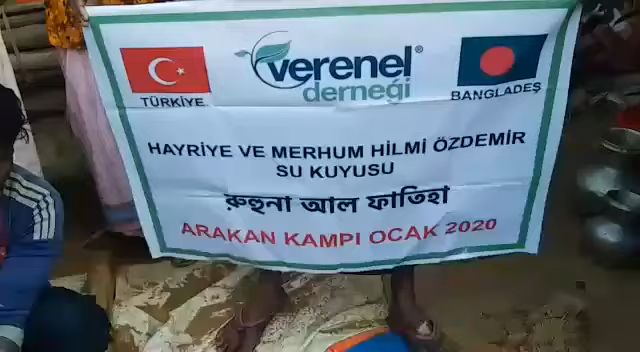 verenel®
derneği
TÜRKİYE
BANGLADEŞ
HAYRİYE VE MERHUM HİLMİ ÖZDEMİR
SU KUYUSU
রুহুনা আল ফাতিহা
ARAKAN KAMPI OCAK 2020